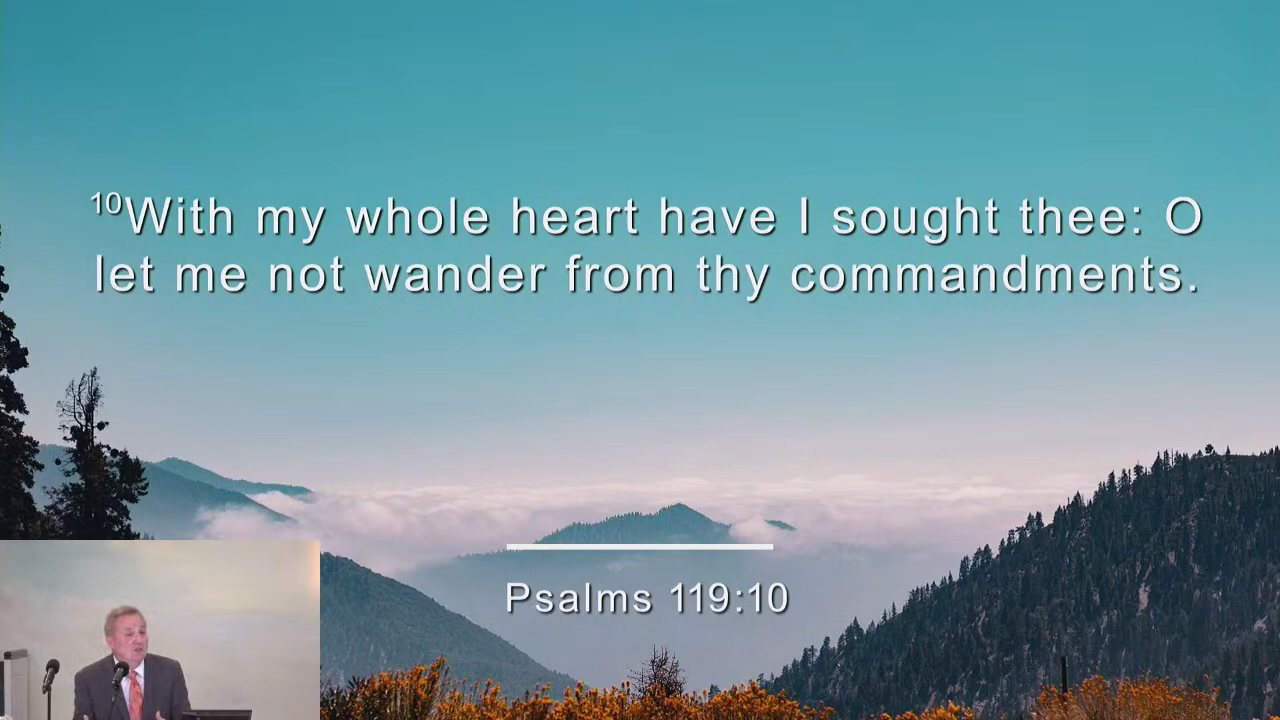 ¹⁰With my whole heart have I sought thee: O
let me not wander from thy commandments.
Psalms 119:10